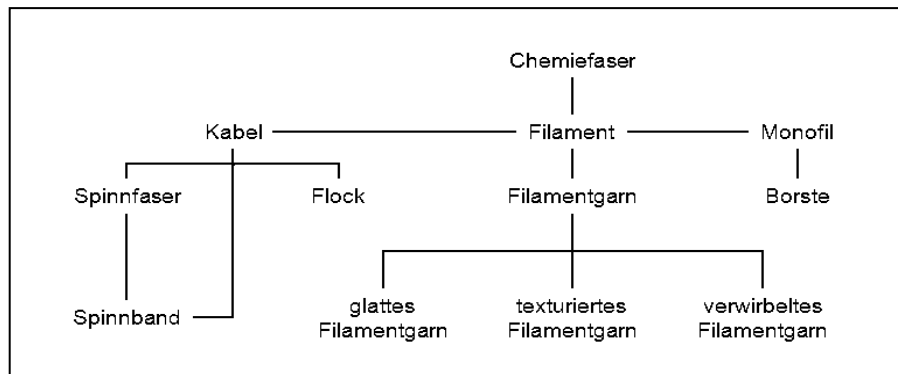 Chemiefaser
Kabel Filament Monofil
Spinnfaser Flock Filamentgarn Borste
Spinnband
glattes Filamentgarn
texturiertes Filamentgarn
verwirbeltes Filamentgarn